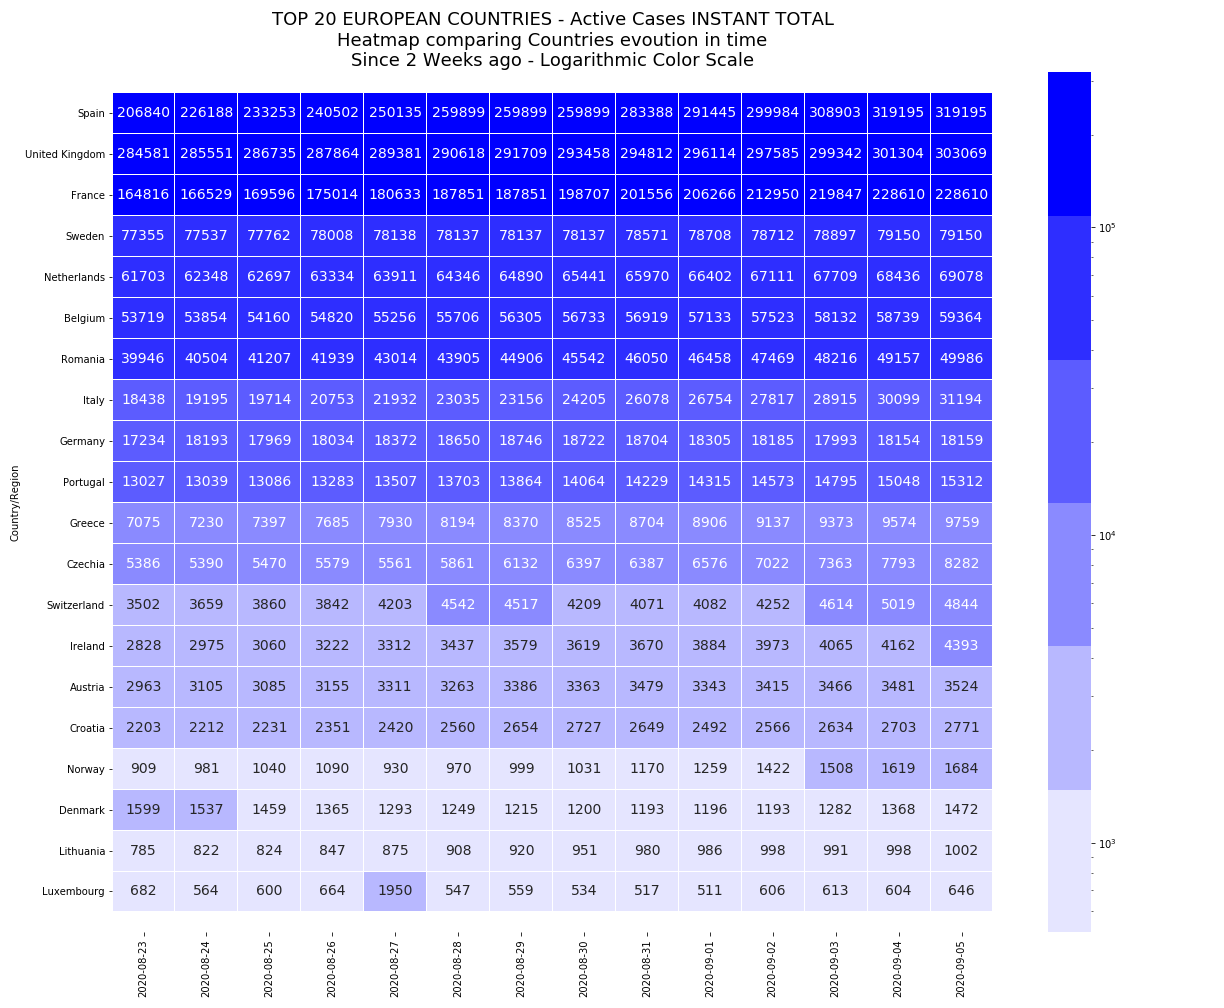 TOP 20 EUROPEAN COUNTRIES - Active Cases INSTANT TOTAL
Heatmap comparing Countries evoution in time
Since 2 Weeks ago - Logarithmic Color Scale
Country/Region
Spain 206840 226188 233253 240502 250135 259899 259899 259899 283388 291445 299984 308903 319195 319195
United Kingdom 284581 285551 286735 287864 289381 290618 291709 293458 294812 296114 297585 299342 301304 303069
France 164816 166529 169596 175014 180633 187851 187851 198707 201556 206266 212950 219847 228610 228610
Sweden 77355 77537 77762 78008 78138 78137 78137 78137 78571 78708 78712 78897 79150 79150
Netherlands 61703 62348 62697 63334 63911 64346 64890 65441 65970 66402 67111 67709 68436 69078
Belgium 53719 53854 54160 54820 55256 55706 56305 56733 56919 57133 57523 58132 58739 59364
Romania 39946 40504 41207 41939 43014 43905 44906 45542 46050 46458 47469 48216 49157 49986
Italy 18438 19195 19714 20753 21932 23035 23156 24205 26078 26754 27817 28915 30099 31194
Germany 17234 18193 17969 18034 18372 18650 18746 18722 18704 18305 18185 17993 18154 18159
Portugal 13027 13039 13086 13283 13507 13703 13864 14064 14229 14315 14573 14795 15048 15312
Greece 7075 7230 7397 7685 7930 8194 8370 8525 8704 8906 9137 9373 9574 9759
Czechia 5386 5390 5470 5579 5561 5861 6132 6397 6387 6576 7022 7363 7793 8282
Switzerland 3502 3659 3860 3842 4203 4542 4517 4209 4071 4082 4252 4614 5019 4844
Ireland 2828 2975 3060 3222 3312 3437 3579 3619 3670 3884 3973 4065 4162 4393
Austria 2963 3105 3085 3155 3311 3263 3386 3363 3479 3343 3415 3466 3481 3524
Croatia 2203 2212 2231 2351 2420 2560 2654 2727 2649 2492 2566 2634 2703 2771
Norway 909 981 1040 1090 930 970 999 1031 1170 1259 1422 1508 1619 1684
Denmark 1599 1537 1459 1365 1293 1249 1215 1200 1193 1196 1193 1282 1368 1472
Lithuania 785 822 824 847 875 908 920 951 980 986 998 991 998 1002
Luxembourg 682 564 600 664 1950 547 559 534 517 511 606 613 604 646
2020-08-23 2020-08-24 2020-08-25 2020-08-26 2020-08-27 2020-08-28 2020-08-29 2020-08-30 2020-08-31 2020-09-01 2020-09-02 2020-09-03 2020-09-04 2020-09-05
10⁵
10⁴
10³